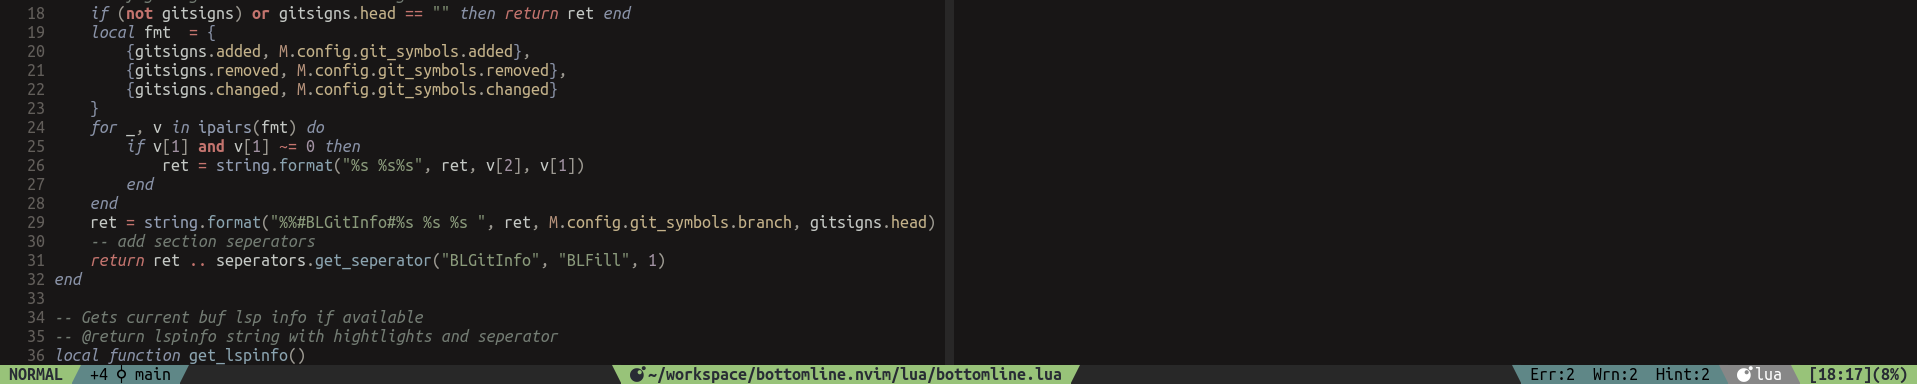 18     if (not gitsigns) or gitsigns.head == "" then return ret end
19     local fmt  = {
20         {gitsigns.added, M.config.git_symbols.added},
21         {gitsigns.removed, M.config.git_symbols.removed},
22         {gitsigns.changed, M.config.git_symbols.changed}
23     }
24     for _, v in ipairs(fmt) do
25         if v[1] and v[1] ~= 0 then
26             ret = string.format("%s %s%s", ret, v[2], v[1])
27         end
28     end
29     ret = string.format("%%#BLGitInfo#%s %s %s ", ret, M.config.git_symbols.branch, gitsigns.head)
30     -- add section seperators
31     return ret .. seperators.get_seperator("BLGitInfo", "BLFill", 1)
32 end
33
34 -- Gets current buf lsp info if available
35 -- @return lspinfo string with hightlights and seperator
36 local function get_lspinfo()
NORMAL +4 main ~/workspace/bottomline.nvim/lua/bottomline.lua Err:2 Wrn:2 Hint:2 lua [18:17](8%)